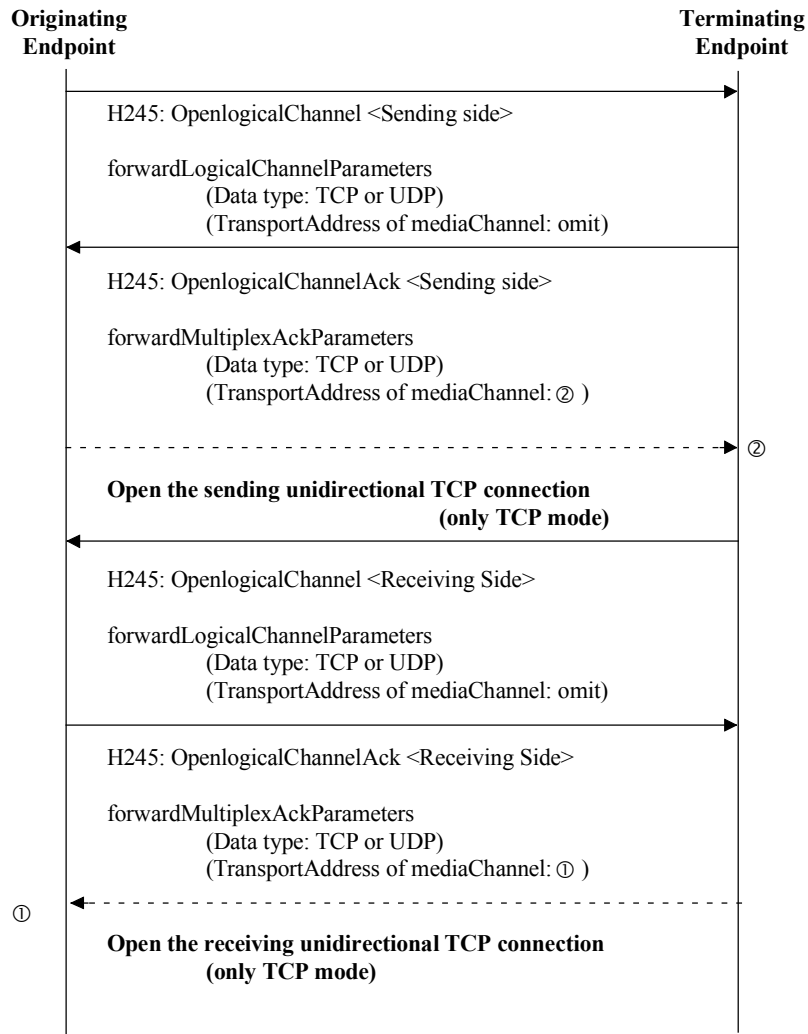 Originating Endpoint
Terminating Endpoint
H245: OpenlogicalChannel <Sending side>
forwardLogicalChannelParameters
(Data type: TCP or UDP)
(TransportAddress of mediaChannel: omit)
H245: OpenlogicalChannelAck <Sending side>
forwardMultiplexAckParameters
(Data type: TCP or UDP)
(TransportAddress of mediaChannel: ② )
②
Open the sending unidirectional TCP connection
(only TCP mode)
H245: OpenlogicalChannel <Receiving Side>
forwardLogicalChannelParameters
(Data type: TCP or UDP)
(TransportAddress of mediaChannel: omit)
H245: OpenlogicalChannelAck <Receiving Side>
forwardMultiplexAckParameters
(Data type: TCP or UDP)
(TransportAddress of mediaChannel: ① )
①
Open the receiving unidirectional TCP connection
(only TCP mode)